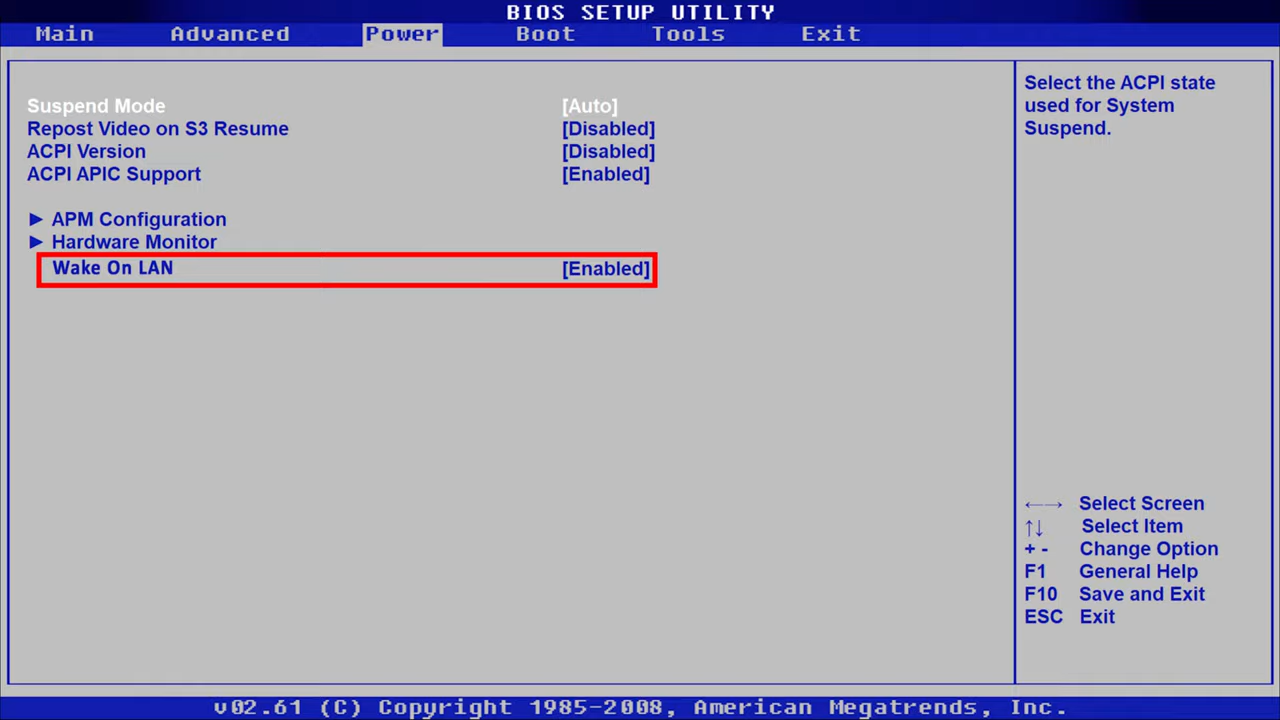 BIOS SETUP UTILITY
Main Advanced Power Boot Tools Exit
Suspend Mode [Auto]
Repost Video on S3 Resume [Disabled]
ACPI Version [Disabled]
ACPI APIC Support [Enabled]
► APM Configuration
► Hardware Monitor
Wake On LAN [Enabled]
Select the ACPI state
used for System
Suspend.
←→ Select Screen
↑↓ Select Item
+ - Change Option
F1 General Help
F10 Save and Exit
ESC Exit
v02.61 (C) Copyright 1985-2008, American Megatrends, Inc.